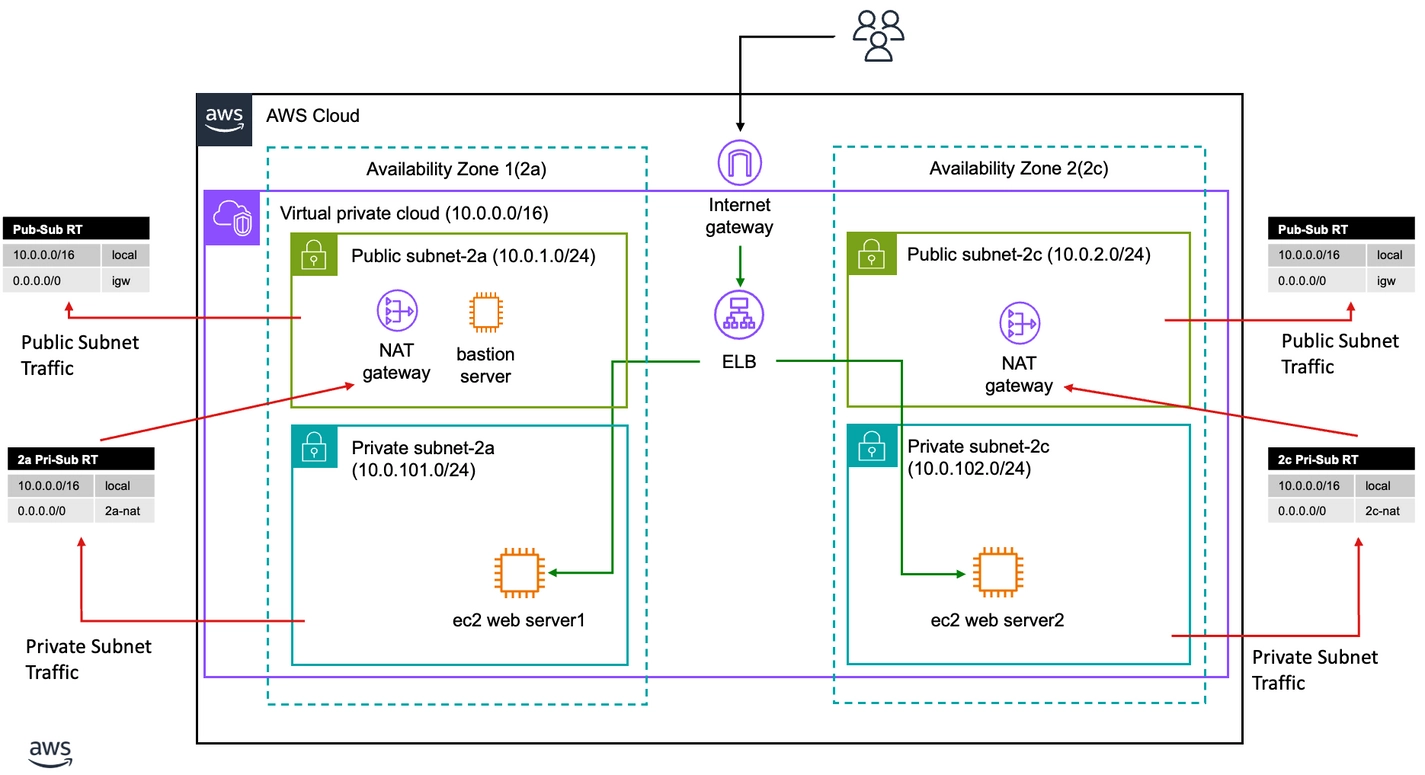 aws
AWS Cloud
Availability Zone 1(2a)
Availability Zone 2(2c)
Internet
gateway
Virtual private cloud (10.0.0.0/16)
Pub-Sub RT
10.0.0.0/16 local
0.0.0.0/0 igw
Public Subnet
Traffic
Public subnet-2a (10.0.1.0/24)
NAT
gateway
bastion
server
ELB
Public subnet-2c (10.0.2.0/24)
NAT
gateway
Pub-Sub RT
10.0.0.0/16 local
0.0.0.0/0 igw
Public Subnet
Traffic
2a Pri-Sub RT
10.0.0.0/16 local
0.0.0.0/0 2a-nat
Private Subnet
Traffic
Private subnet-2a
(10.0.101.0/24)
ec2 web server1
Private subnet-2c
(10.0.102.0/24)
ec2 web server2
2c Pri-Sub RT
10.0.0.0/16 local
0.0.0.0/0 2c-nat
Private Subnet
Traffic
aws